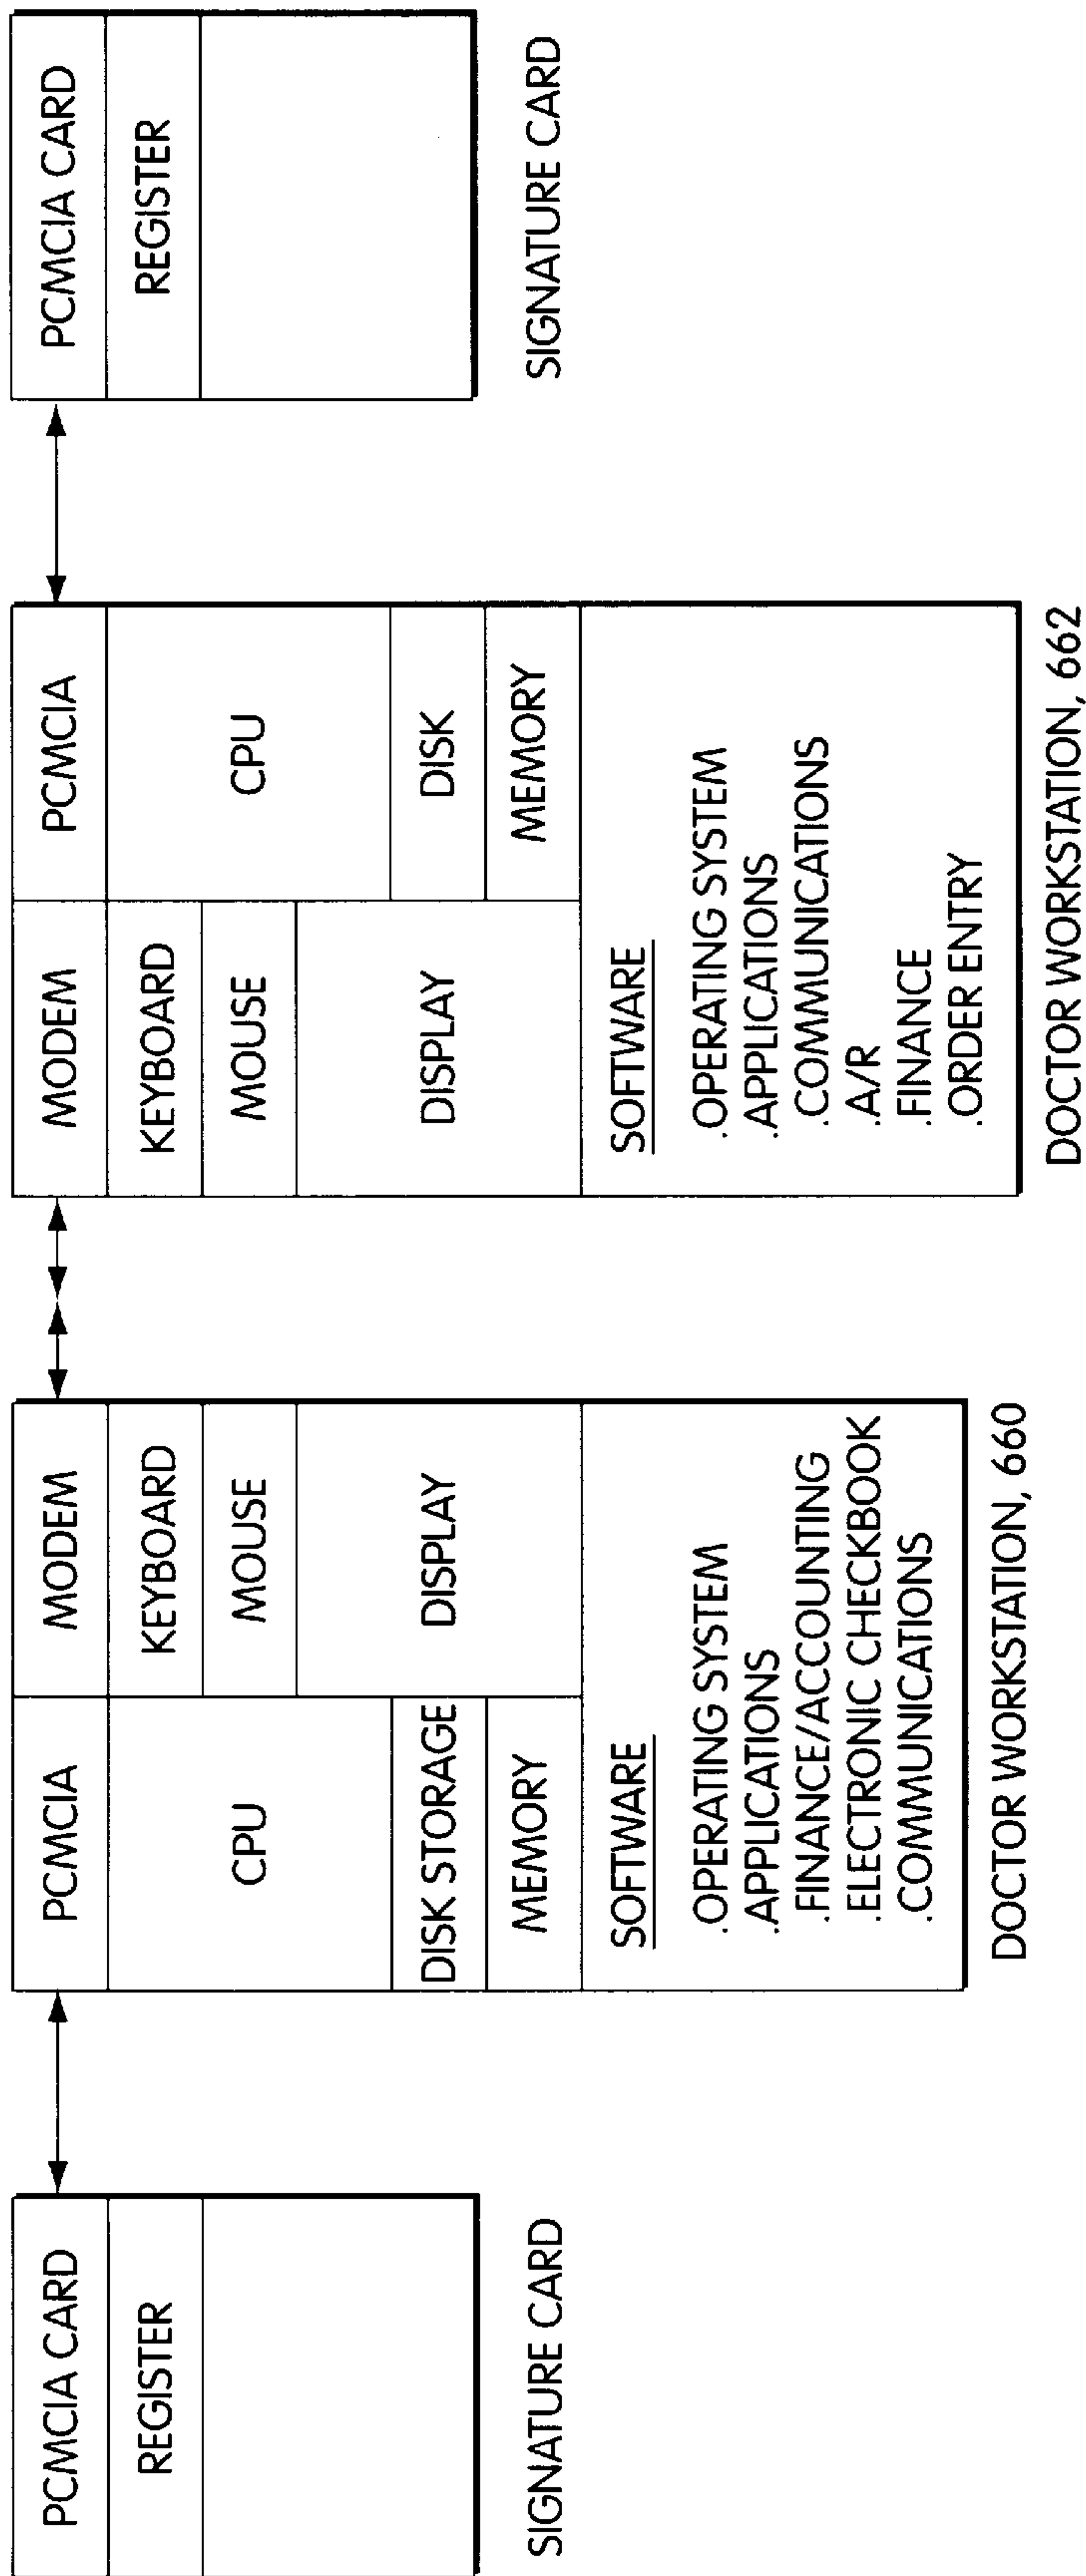 PCMCIA CARD
REGISTER
SIGNATURE CARD
PCMCIA
MODEM
CPU
KEYBOARD
MOUSE
DISK STORAGE
DISPLAY
MEMORY
SOFTWARE
.OPERATING SYSTEM
.APPLICATIONS
.FINANCE/ACCOUNTING
.ELECTRONIC CHECKBOOK
.COMMUNICATIONS
DOCTOR WORKSTATION, 660
MODEM
PCMCIA
KEYBOARD
CPU
MOUSE
DISPLAY
DISK
MEMORY
SOFTWARE
.OPERATING SYSTEM
.APPLICATIONS
.COMMUNICATIONS
.A/R
.FINANCE
.ORDER ENTRY
DOCTOR WORKSTATION, 662
PCMCIA CARD
REGISTER
SIGNATURE CARD